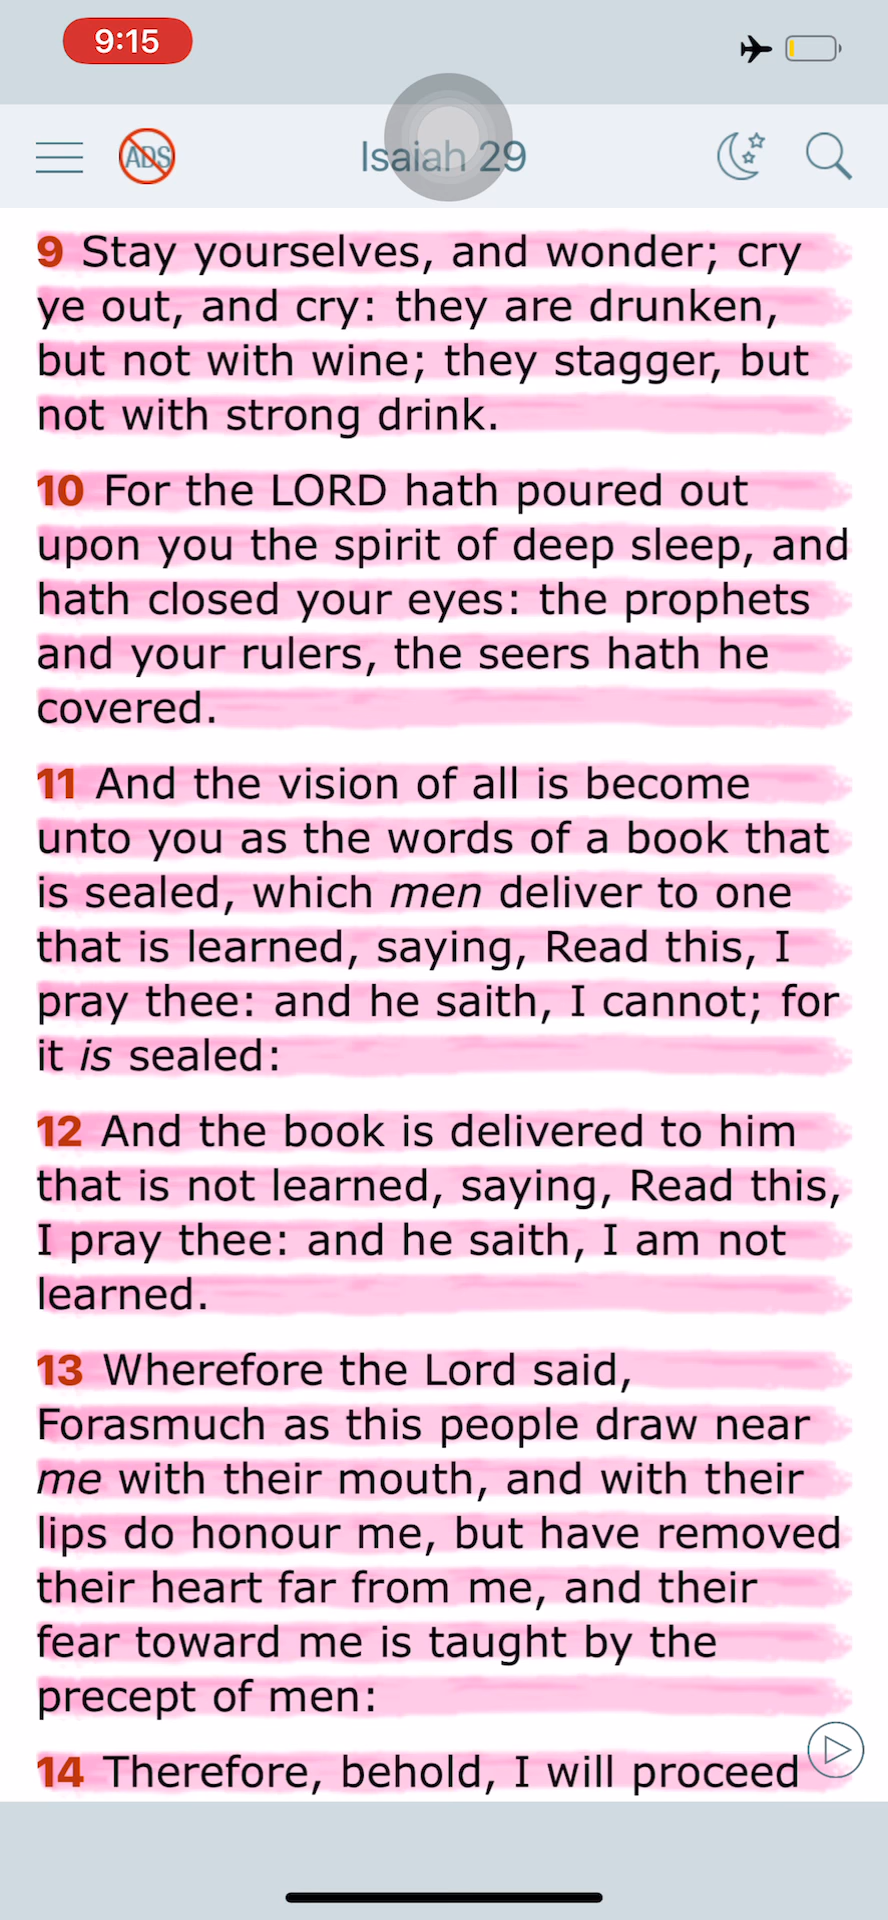 9:15
ADS
Isaiah 29
9 Stay yourselves, and wonder; cry
ye out, and cry: they are drunken,
but not with wine; they stagger, but
not with strong drink.
10 For the LORD hath poured out
upon you the spirit of deep sleep, and
hath closed your eyes: the prophets
and your rulers, the seers hath he
covered.
11 And the vision of all is become
unto you as the words of a book that
is sealed, which men deliver to one
that is learned, saying, Read this, I
pray thee: and he saith, I cannot; for
it is sealed:
12 And the book is delivered to him
that is not learned, saying, Read this,
I pray thee: and he saith, I am not
learned.
13 Wherefore the Lord said,
Forasmuch as this people draw near
me with their mouth, and with their
lips do honour me, but have removed
their heart far from me, and their
fear toward me is taught by the
precept of men:
14 Therefore, behold, I will proceed